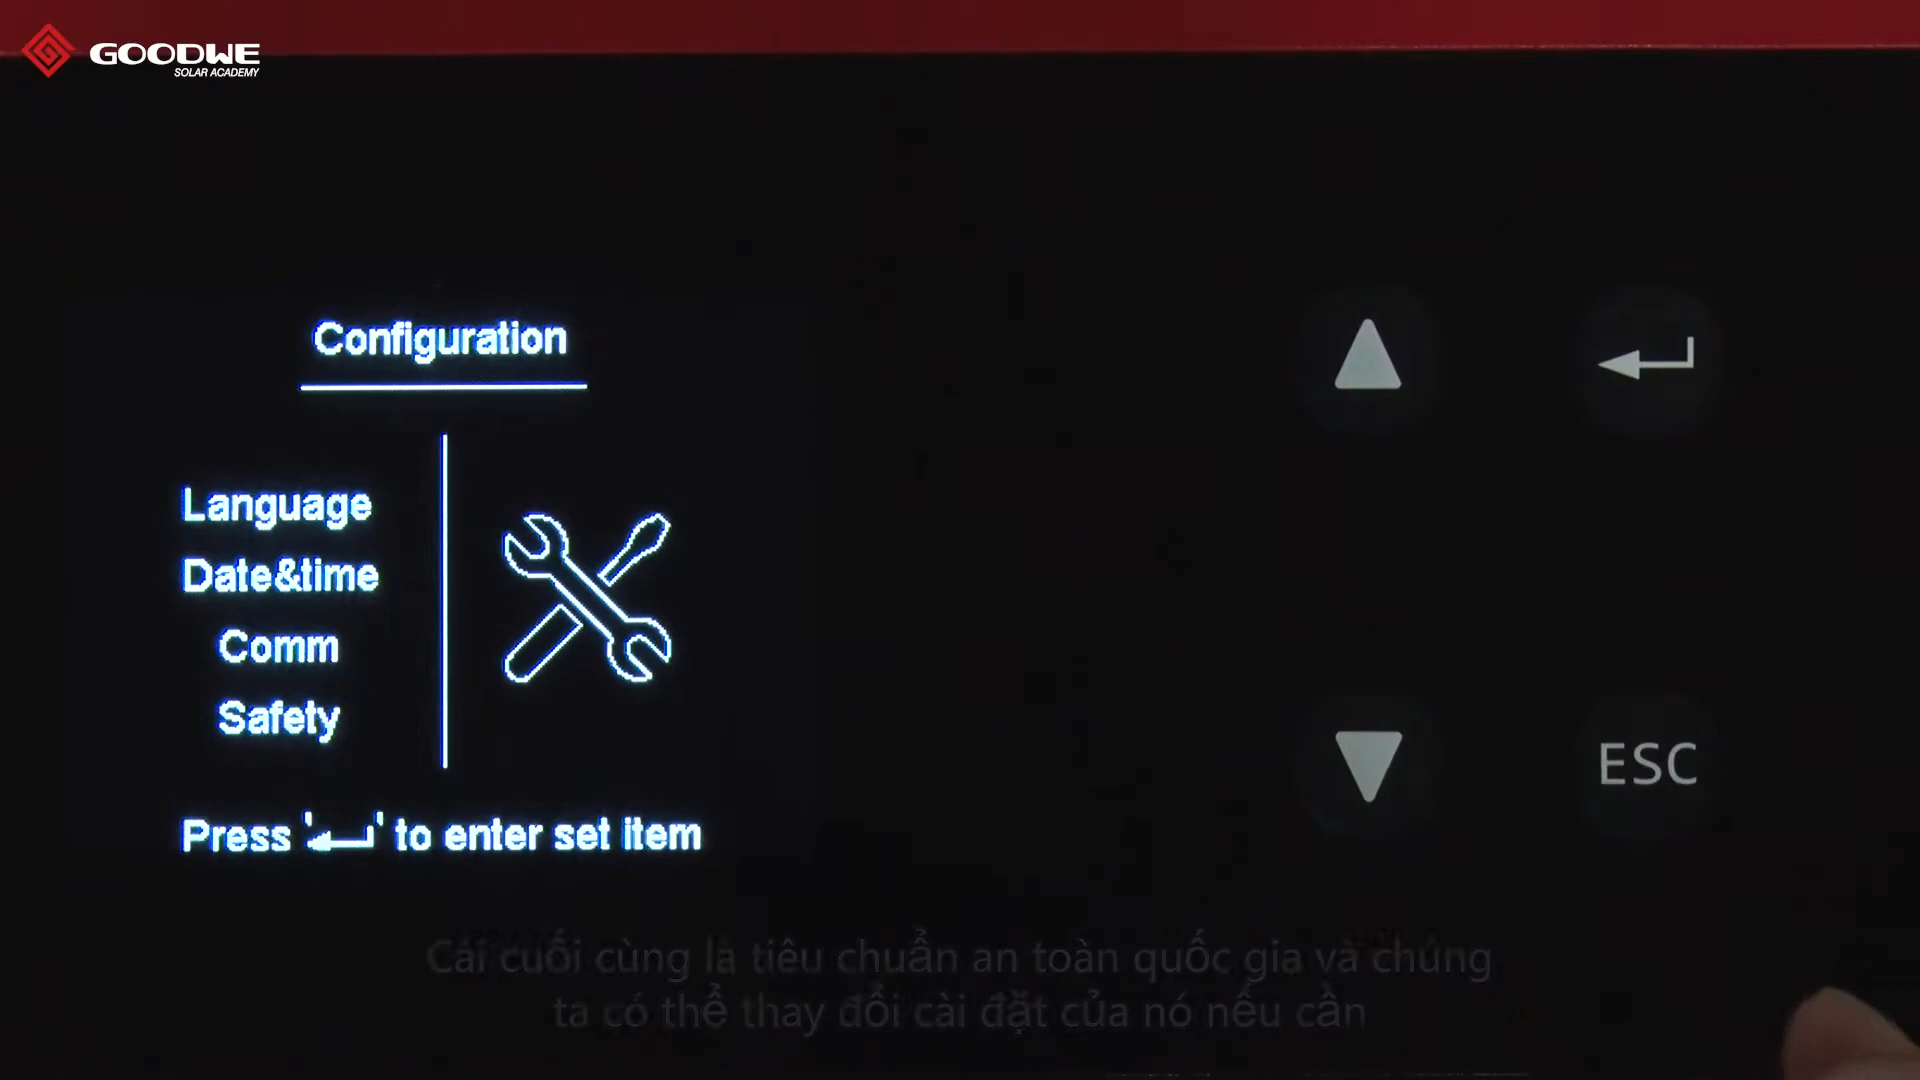 GOODWE
SOLAR ACADEMY
Configuration
Language
Date&time
Comm
Safety
Press '↵' to enter set item
ESC
Cái cuối cùng là tiêu chuẩn an toàn quốc gia và chúng
ta có thể thay đổi cài đặt của nó nếu cần